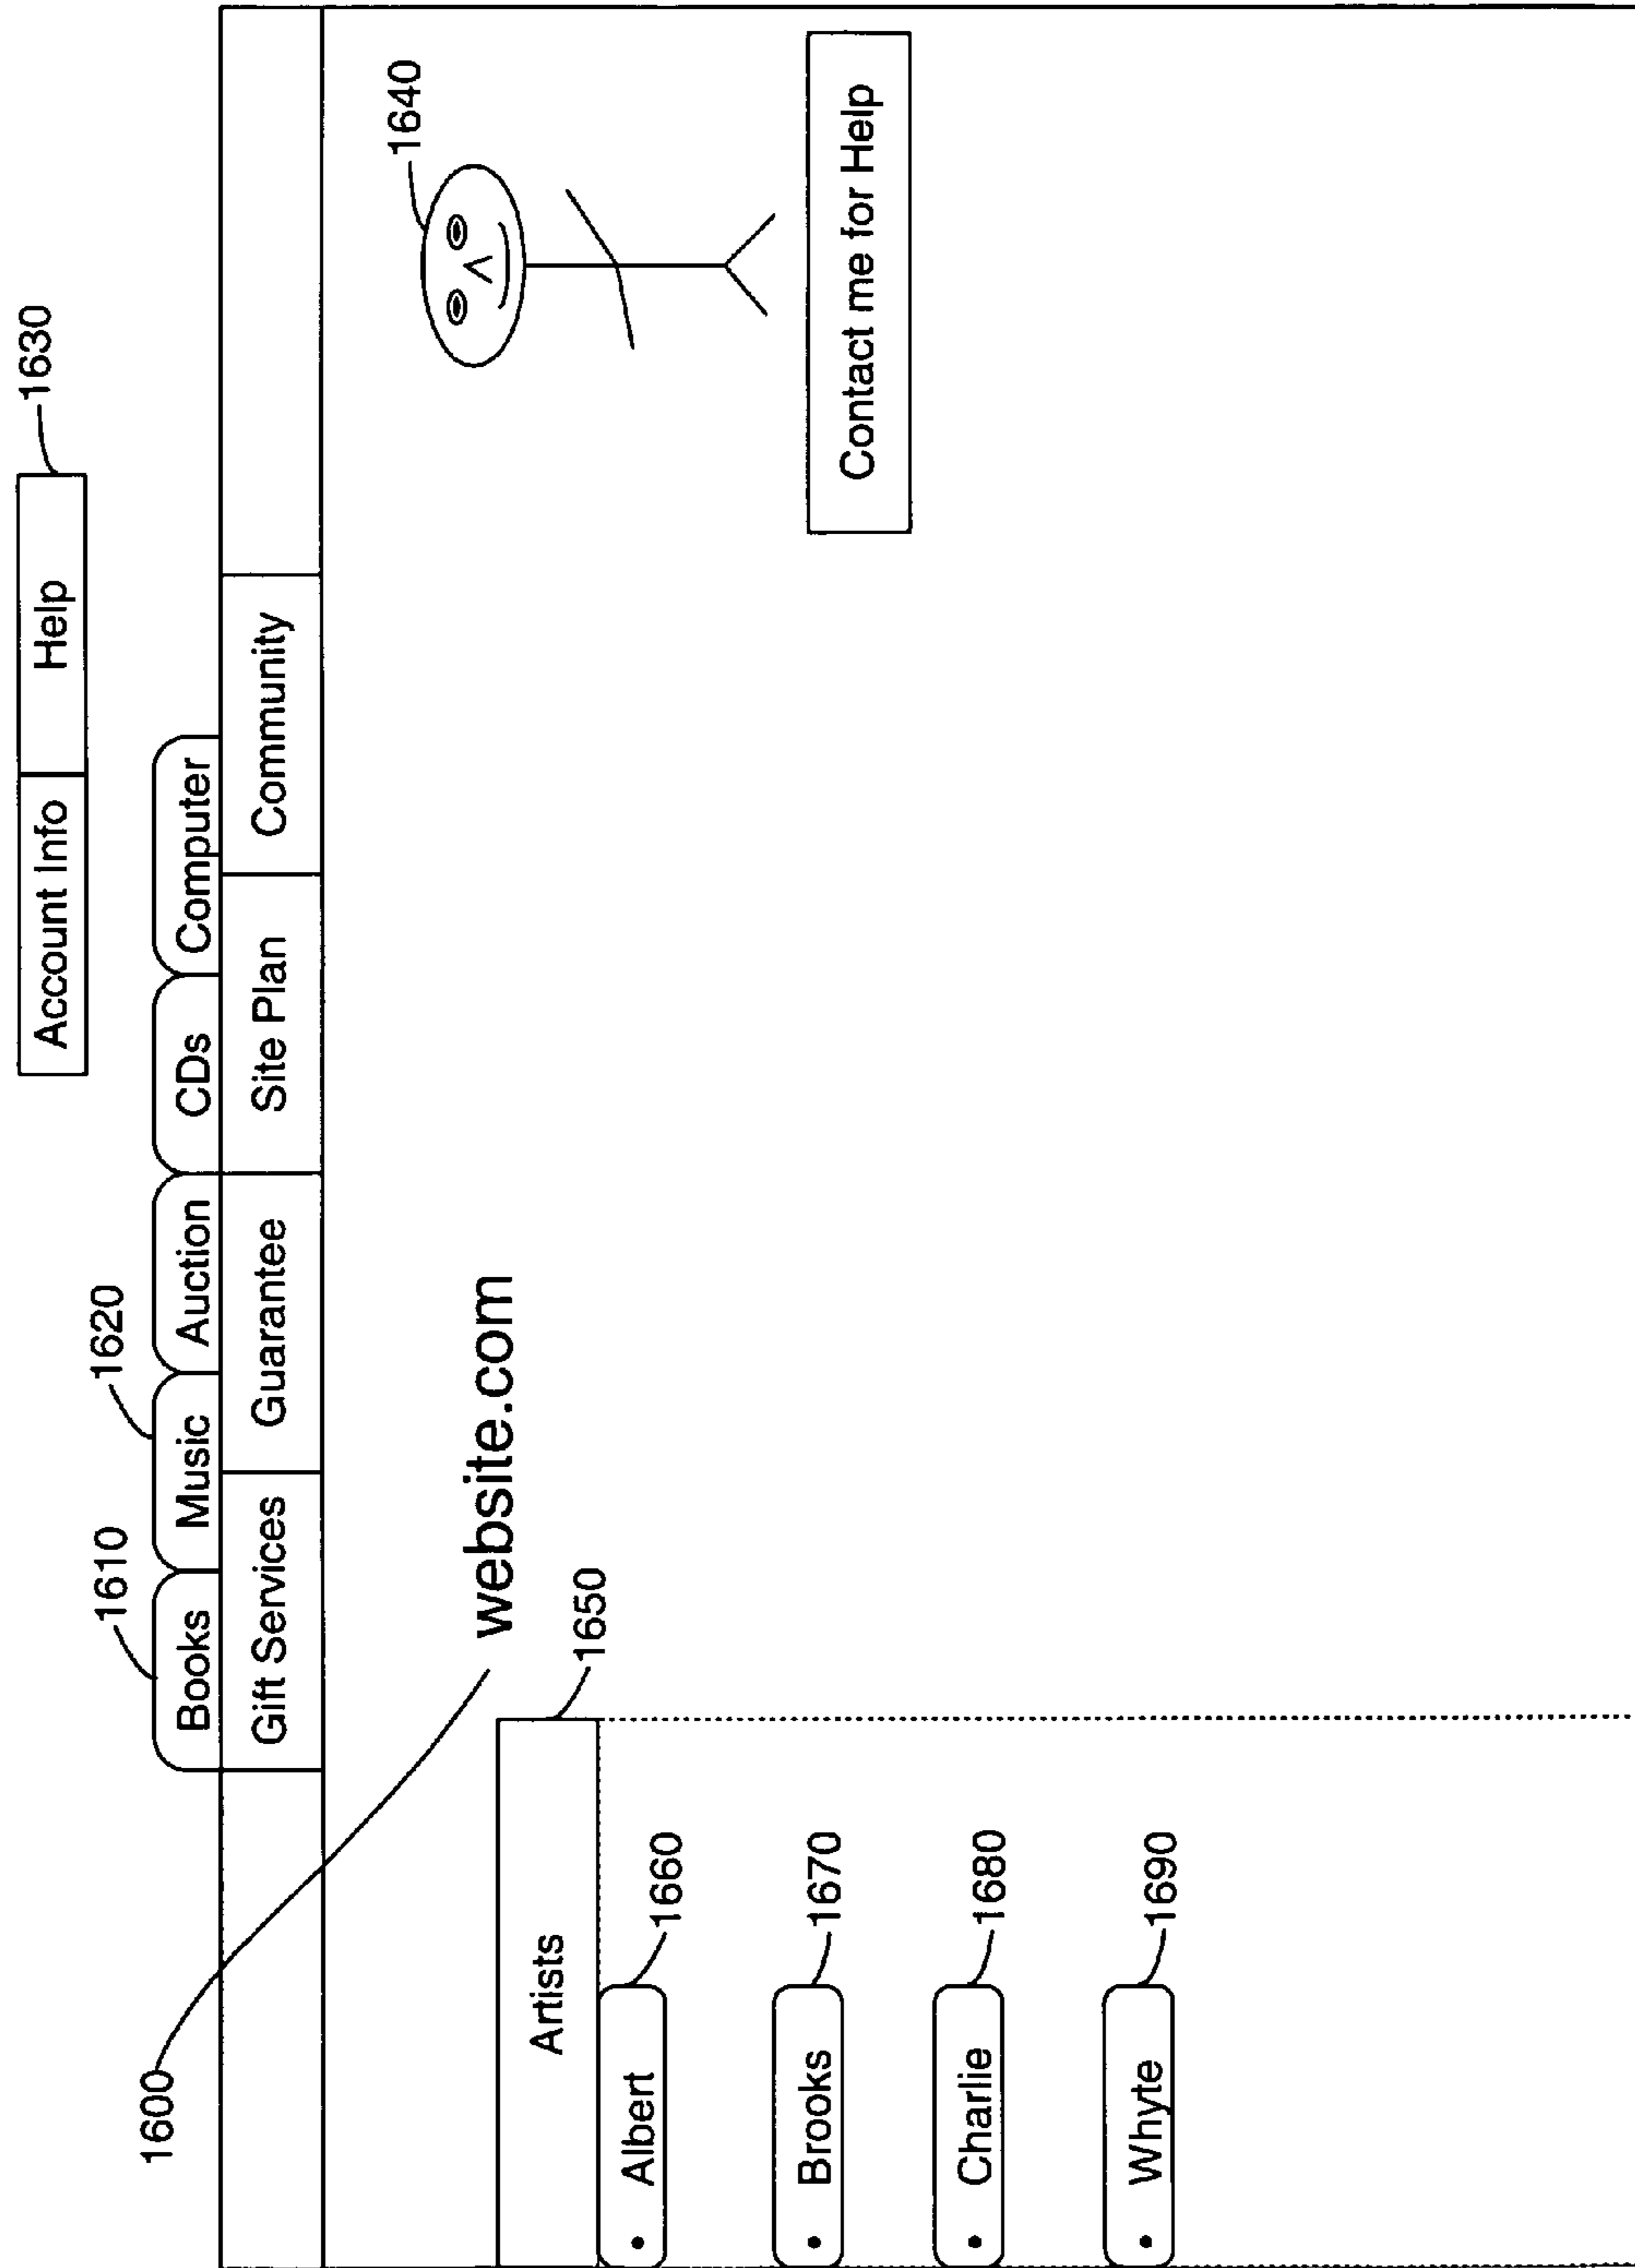 Account Info Help 1630
1610 1620
Books Music Auction CDs Computer
1600
Gift Services Guarantee Site Plan Community
1640
website.com
1650
Artists
Albert 1660
Contact me for Help
Brooks 1670
Charlie 1680
Whyte 1690